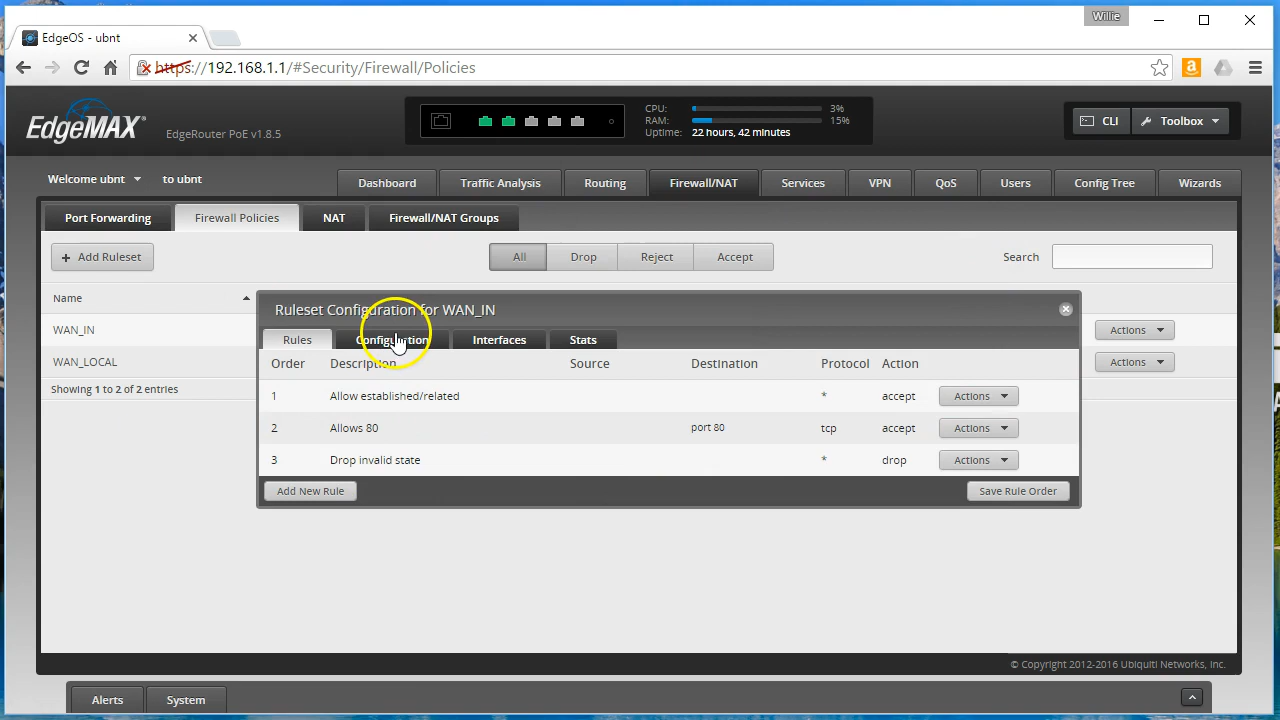 Willie
EdgeOS - ubnt
https://192.168.1.1/#Security/Firewall/Policies
EdgeMAX
EdgeRouter PoE v1.8.5
CPU: 3%
RAM: 15%
Uptime: 22 hours, 42 minutes
CLI Toolbox
Welcome ubnt to ubnt
Dashboard Traffic Analysis Routing Firewall/NAT Services VPN QoS Users Config Tree Wizards
Port Forwarding Firewall Policies NAT Firewall/NAT Groups
+ Add Ruleset All Drop Reject Accept Search
Name
WAN_IN Actions
WAN_LOCAL Actions
Showing 1 to 2 of 2 entries
Ruleset Configuration for WAN_IN
Rules Configuration Interfaces Stats
Order Description Source Destination Protocol Action
1 Allow established/related * accept Actions
2 Allows 80 port 80 tcp accept Actions
3 Drop invalid state * drop Actions
Add New Rule Save Rule Order
© Copyright 2012-2016 Ubiquiti Networks, Inc.
Alerts System